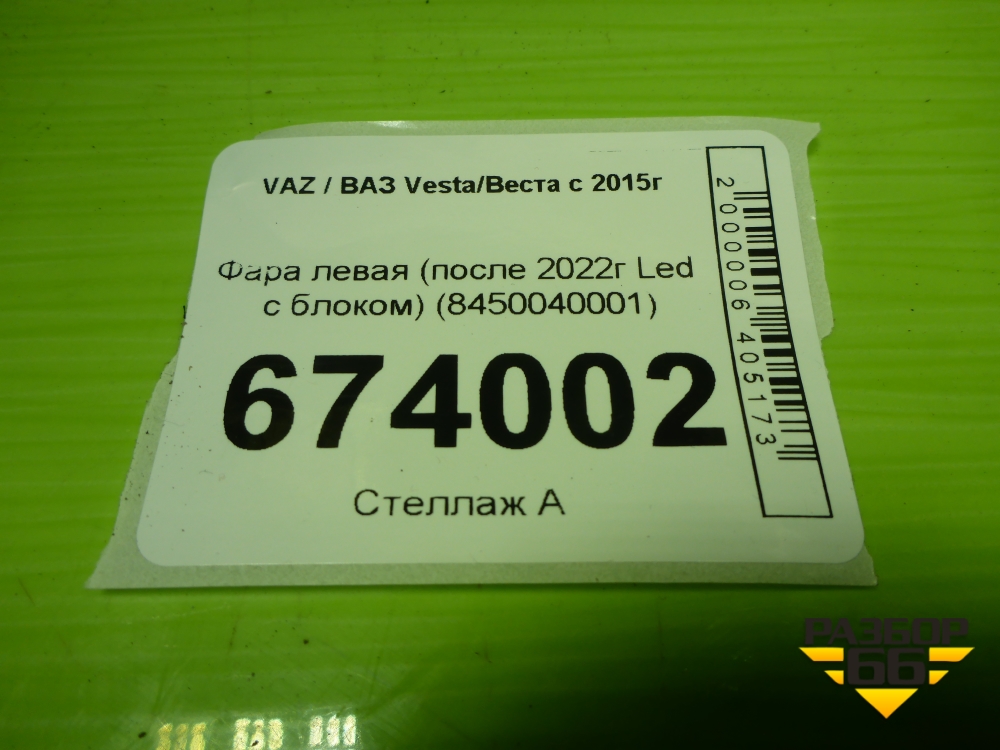 VAZ / ВАЗ Vesta/Веста с 2015г
Фара левая (после 2022г Led
с блоком) (8450040001)
674002
Стеллаж А
2000006405173
РАЗБОР
66